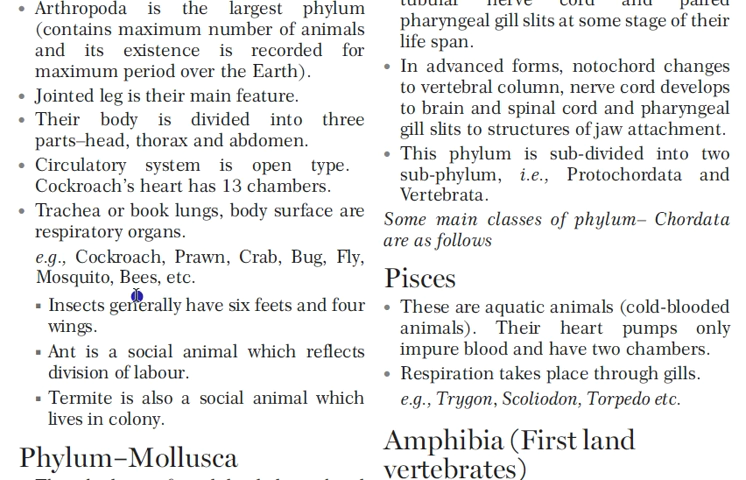 • Arthropoda is the largest phylum
(contains maximum number of animals
and its existence is recorded for
maximum period over the Earth).
• Jointed leg is their main feature.
• Their body is divided into three
parts–head, thorax and abdomen.
• Circulatory system is open type.
Cockroach's heart has 13 chambers.
• Trachea or book lungs, body surface are
respiratory organs.
e.g., Cockroach, Prawn, Crab, Bug, Fly,
Mosquito, Bees, etc.
▪ Insects generally have six feets and four
wings.
▪ Ant is a social animal which reflects
division of labour.
▪ Termite is also a social animal which
lives in colony.
Phylum–Mollusca
tubular nerve cord and paired
pharyngeal gill slits at some stage of their
life span.
• In advanced forms, notochord changes
to vertebral column, nerve cord develops
to brain and spinal cord and pharyngeal
gill slits to structures of jaw attachment.
• This phylum is sub-divided into two
sub-phylum, i.e., Protochordata and
Vertebrata.
Some main classes of phylum– Chordata
are as follows
Pisces
• These are aquatic animals (cold-blooded
animals). Their heart pumps only
impure blood and have two chambers.
• Respiration takes place through gills.
e.g., Trygon, Scoliodon, Torpedo etc.
Amphibia (First land
vertebrates)